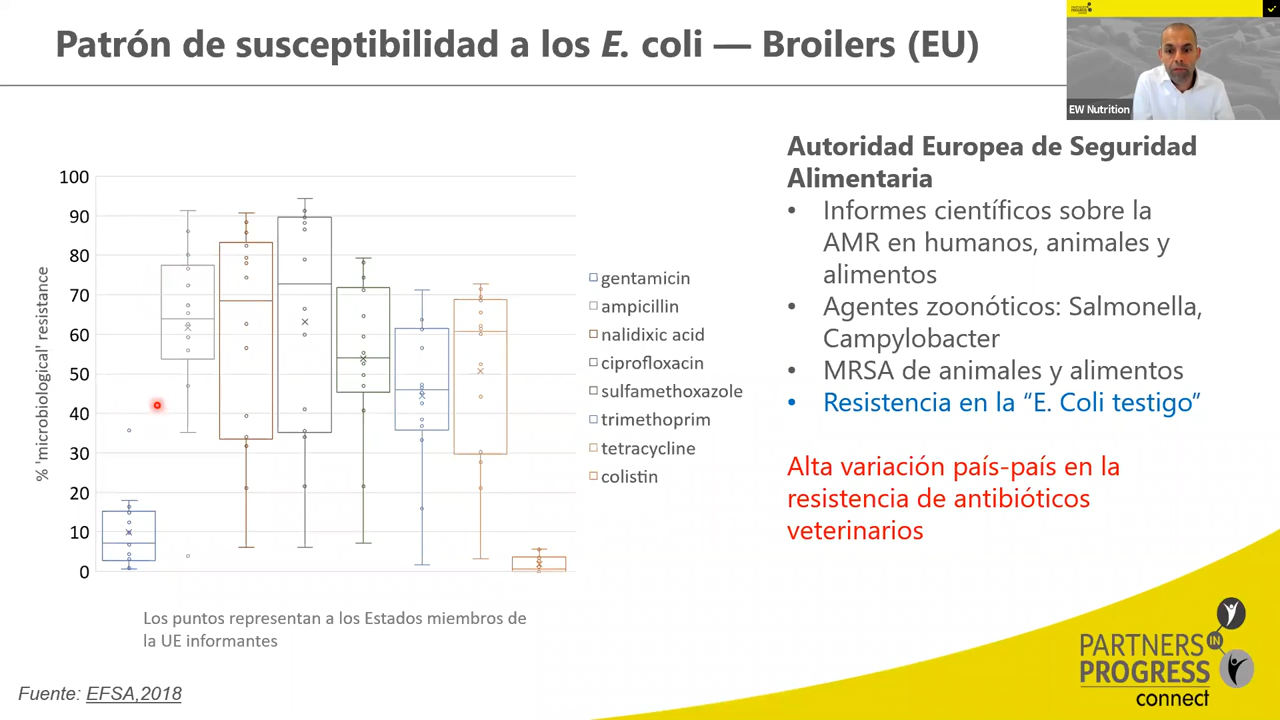 Patrón de susceptibilidad a los E. coli — Broilers (EU)
PARTNERS IN
PROGRESS
connect
EW Nutrition
Autoridad Europea de Seguridad
Alimentaria
• Informes científicos sobre la
AMR en humanos, animales y
alimentos
• Agentes zoonóticos: Salmonella,
Campylobacter
• MRSA de animales y alimentos
• Resistencia en la “E. Coli testigo”
Alta variación país-país en la
resistencia de antibióticos
veterinarios
% 'microbiological' resistance
100
90
80
70
60
50
40
30
20
10
0
gentamicin
ampicillin
nalidixic acid
ciprofloxacin
sulfamethoxazole
trimethoprim
tetracycline
colistin
Los puntos representan a los Estados miembros de
la UE informantes
Fuente: EFSA,2018
PARTNERS IN
PROGRESS
connect